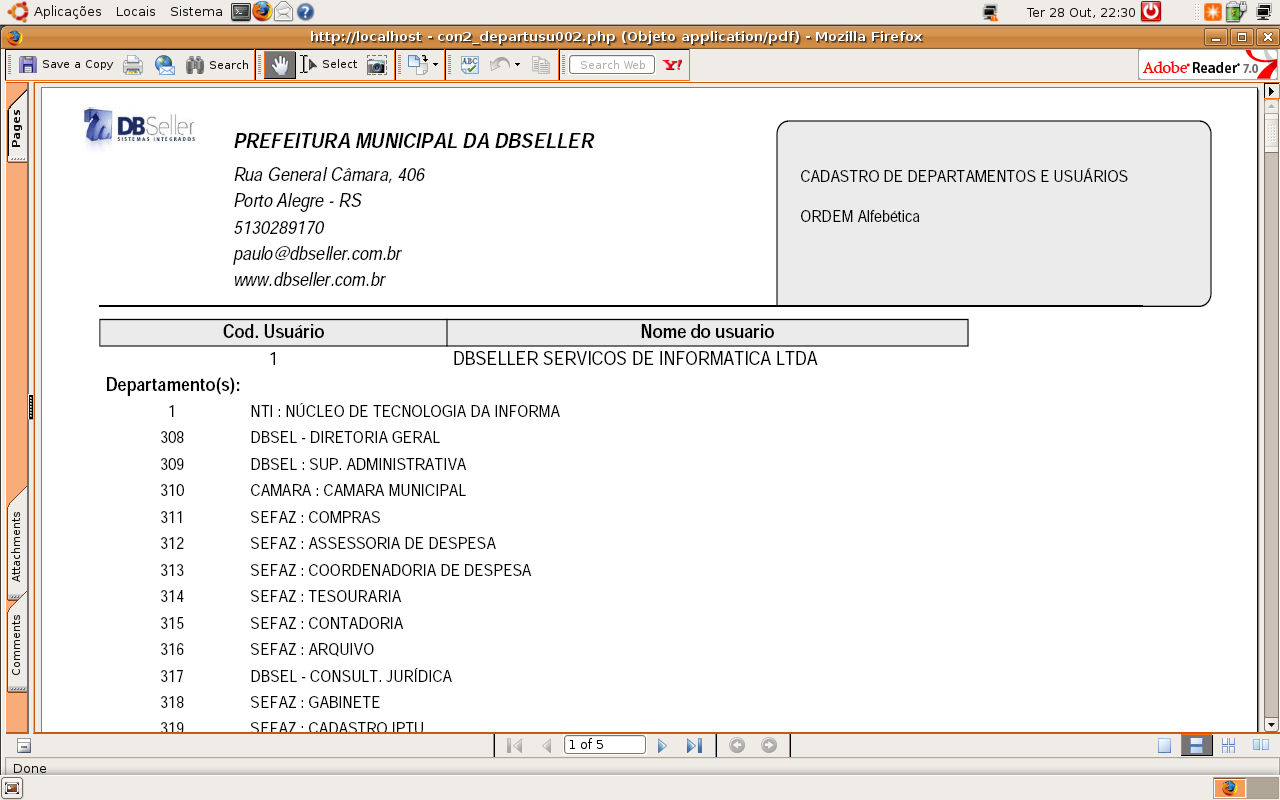 Aplicações Locais Sistema Ter 28 Out, 22:30
http://localhost - con2_departusu002.php (Objeto application/pdf) - Mozilla Firefox
Save a Copy Search Select Search Web Y! Adobe Reader 7.0
Pages
Attachments
Comments
DBSeller
SISTEMAS INTEGRADOS
PREFEITURA MUNICIPAL DA DBSELLER
Rua General Câmara, 406
Porto Alegre - RS
5130289170
paulo@dbseller.com.br
www.dbseller.com.br
CADASTRO DE DEPARTAMENTOS E USUÁRIOS
ORDEM Alfebética
Cod. Usuário Nome do usuario
1 DBSELLER SERVICOS DE INFORMATICA LTDA
Departamento(s):
1 NTI : NÚCLEO DE TECNOLOGIA DA INFORMA
308 DBSEL - DIRETORIA GERAL
309 DBSEL : SUP. ADMINISTRATIVA
310 CAMARA : CAMARA MUNICIPAL
311 SEFAZ : COMPRAS
312 SEFAZ : ASSESSORIA DE DESPESA
313 SEFAZ : COORDENADORIA DE DESPESA
314 SEFAZ : TESOURARIA
315 SEFAZ : CONTADORIA
316 SEFAZ : ARQUIVO
317 DBSEL - CONSULT. JURÍDICA
318 SEFAZ : GABINETE
319 SEFAZ : CADASTRO IPTU
1 of 5
Done